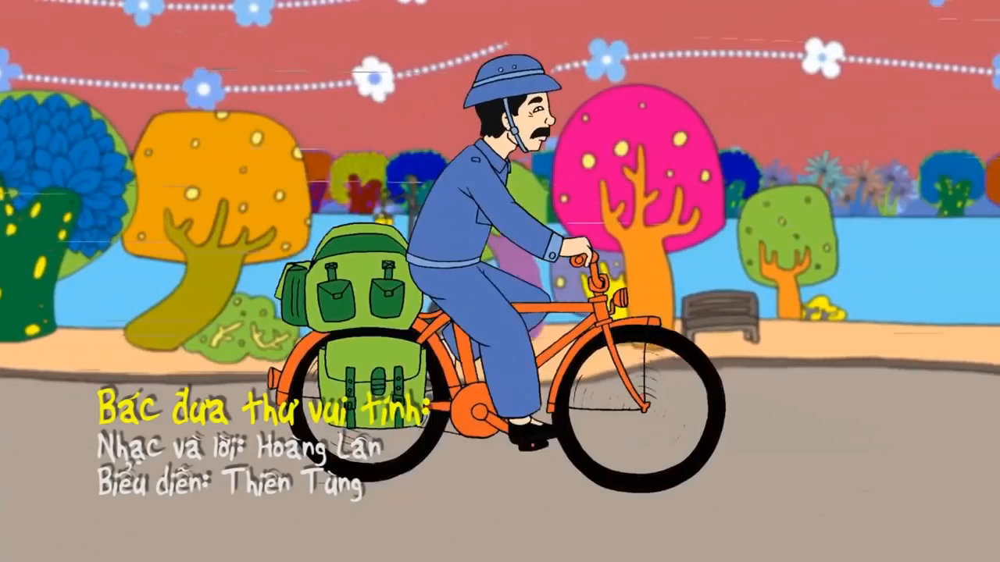 Bác đưa thư vui tính:
Nhạc và lời: Hoàng Lân
Biểu diễn: Thiên Tùng